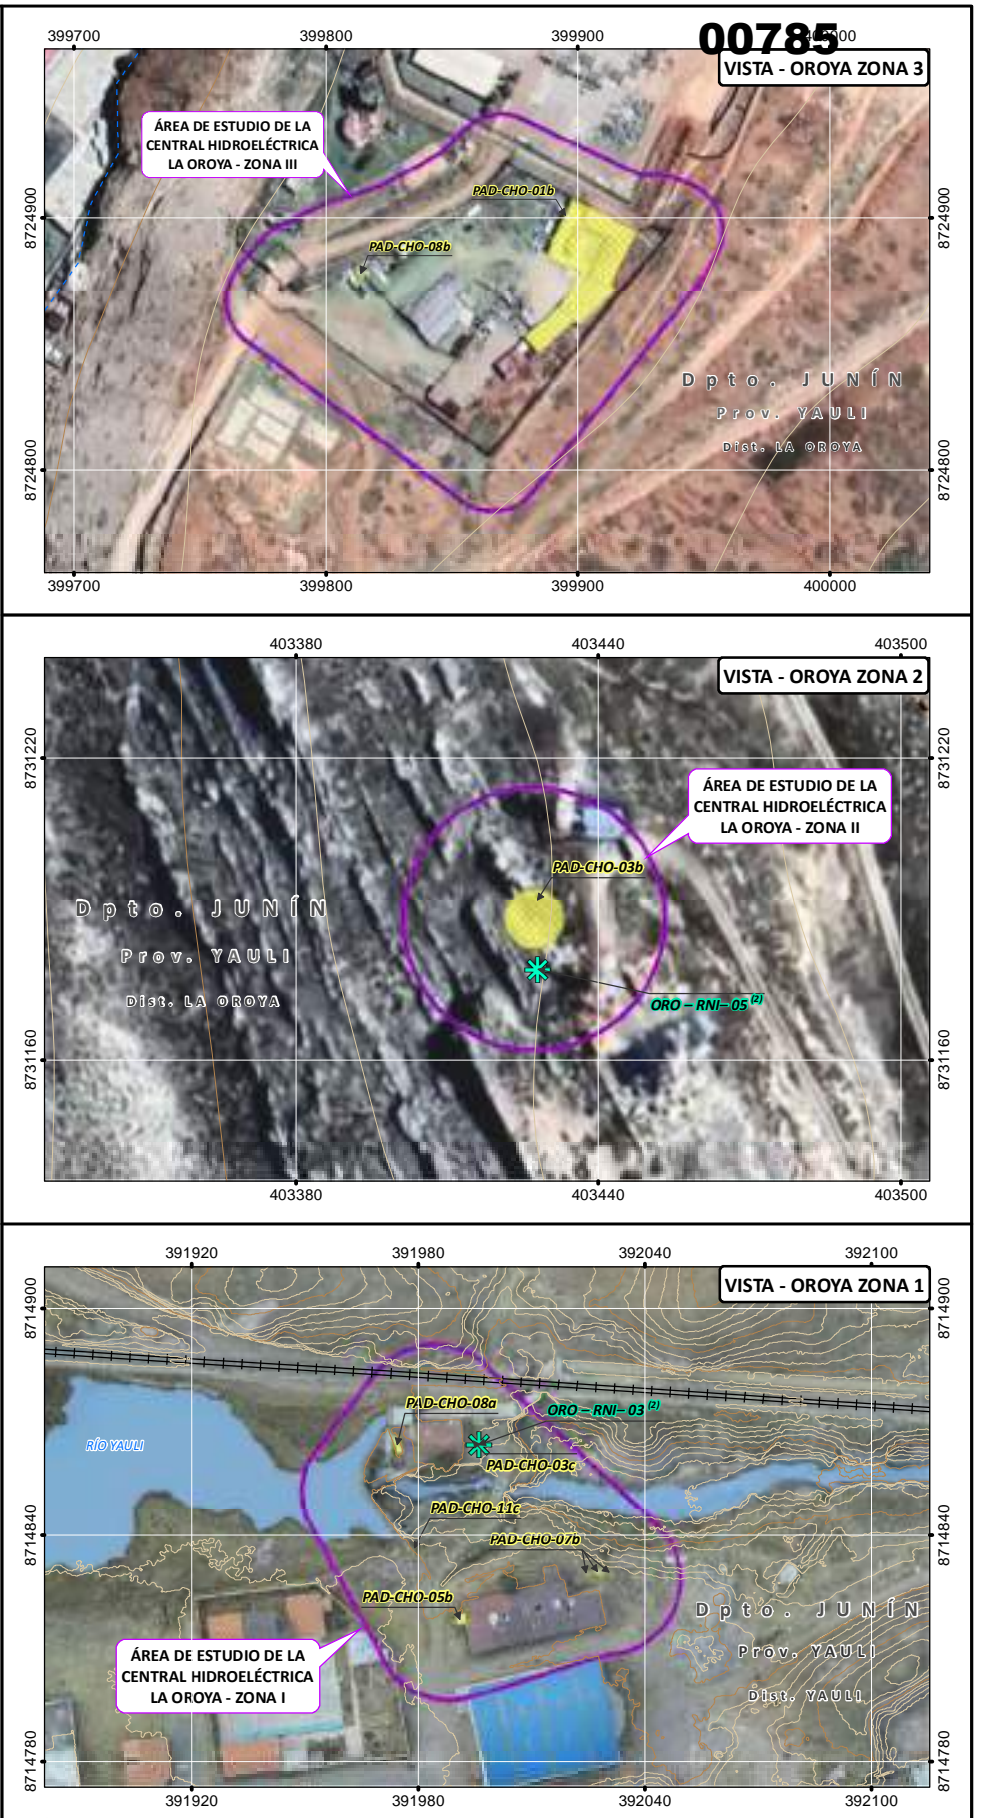 00785
399700 399800 399900 400000
VISTA - OROYA ZONA 3
ÁREA DE ESTUDIO DE LA
CENTRAL HIDROELÉCTRICA
LA OROYA - ZONA III
PAD-CHO-01b
8724900 8724900
PAD-CHO-08b
Dpto. JUNÍN
Prov. YAULI
Dist. LA OROYA
8724800 8724800
399700 399800 399900 400000
403380 403440 403500
VISTA - OROYA ZONA 2
8731220 8731220
ÁREA DE ESTUDIO DE LA
CENTRAL HIDROELÉCTRICA
LA OROYA - ZONA II
PAD-CHO-03b
Dpto. JUNÍN
Prov. YAULI
Dist. LA OROYA
ORO – RNI – 05 (2)
8731160 8731160
403380 403440 403500
391920 391980 392040 392100
VISTA - OROYA ZONA 1
8714900 8714900
PAD-CHO-08a
ORO – RNI – 03 (2)
RÍO YAULI
PAD-CHO-03c
PAD-CHO-11c
8714840 8714840
PAD-CHO-07b
PAD-CHO-05b
Dpto. JUNÍN
Prov. YAULI
Dist. YAULI
ÁREA DE ESTUDIO DE LA
CENTRAL HIDROELÉCTRICA
LA OROYA - ZONA I
8714780 8714780
391920 391980 392040 392100